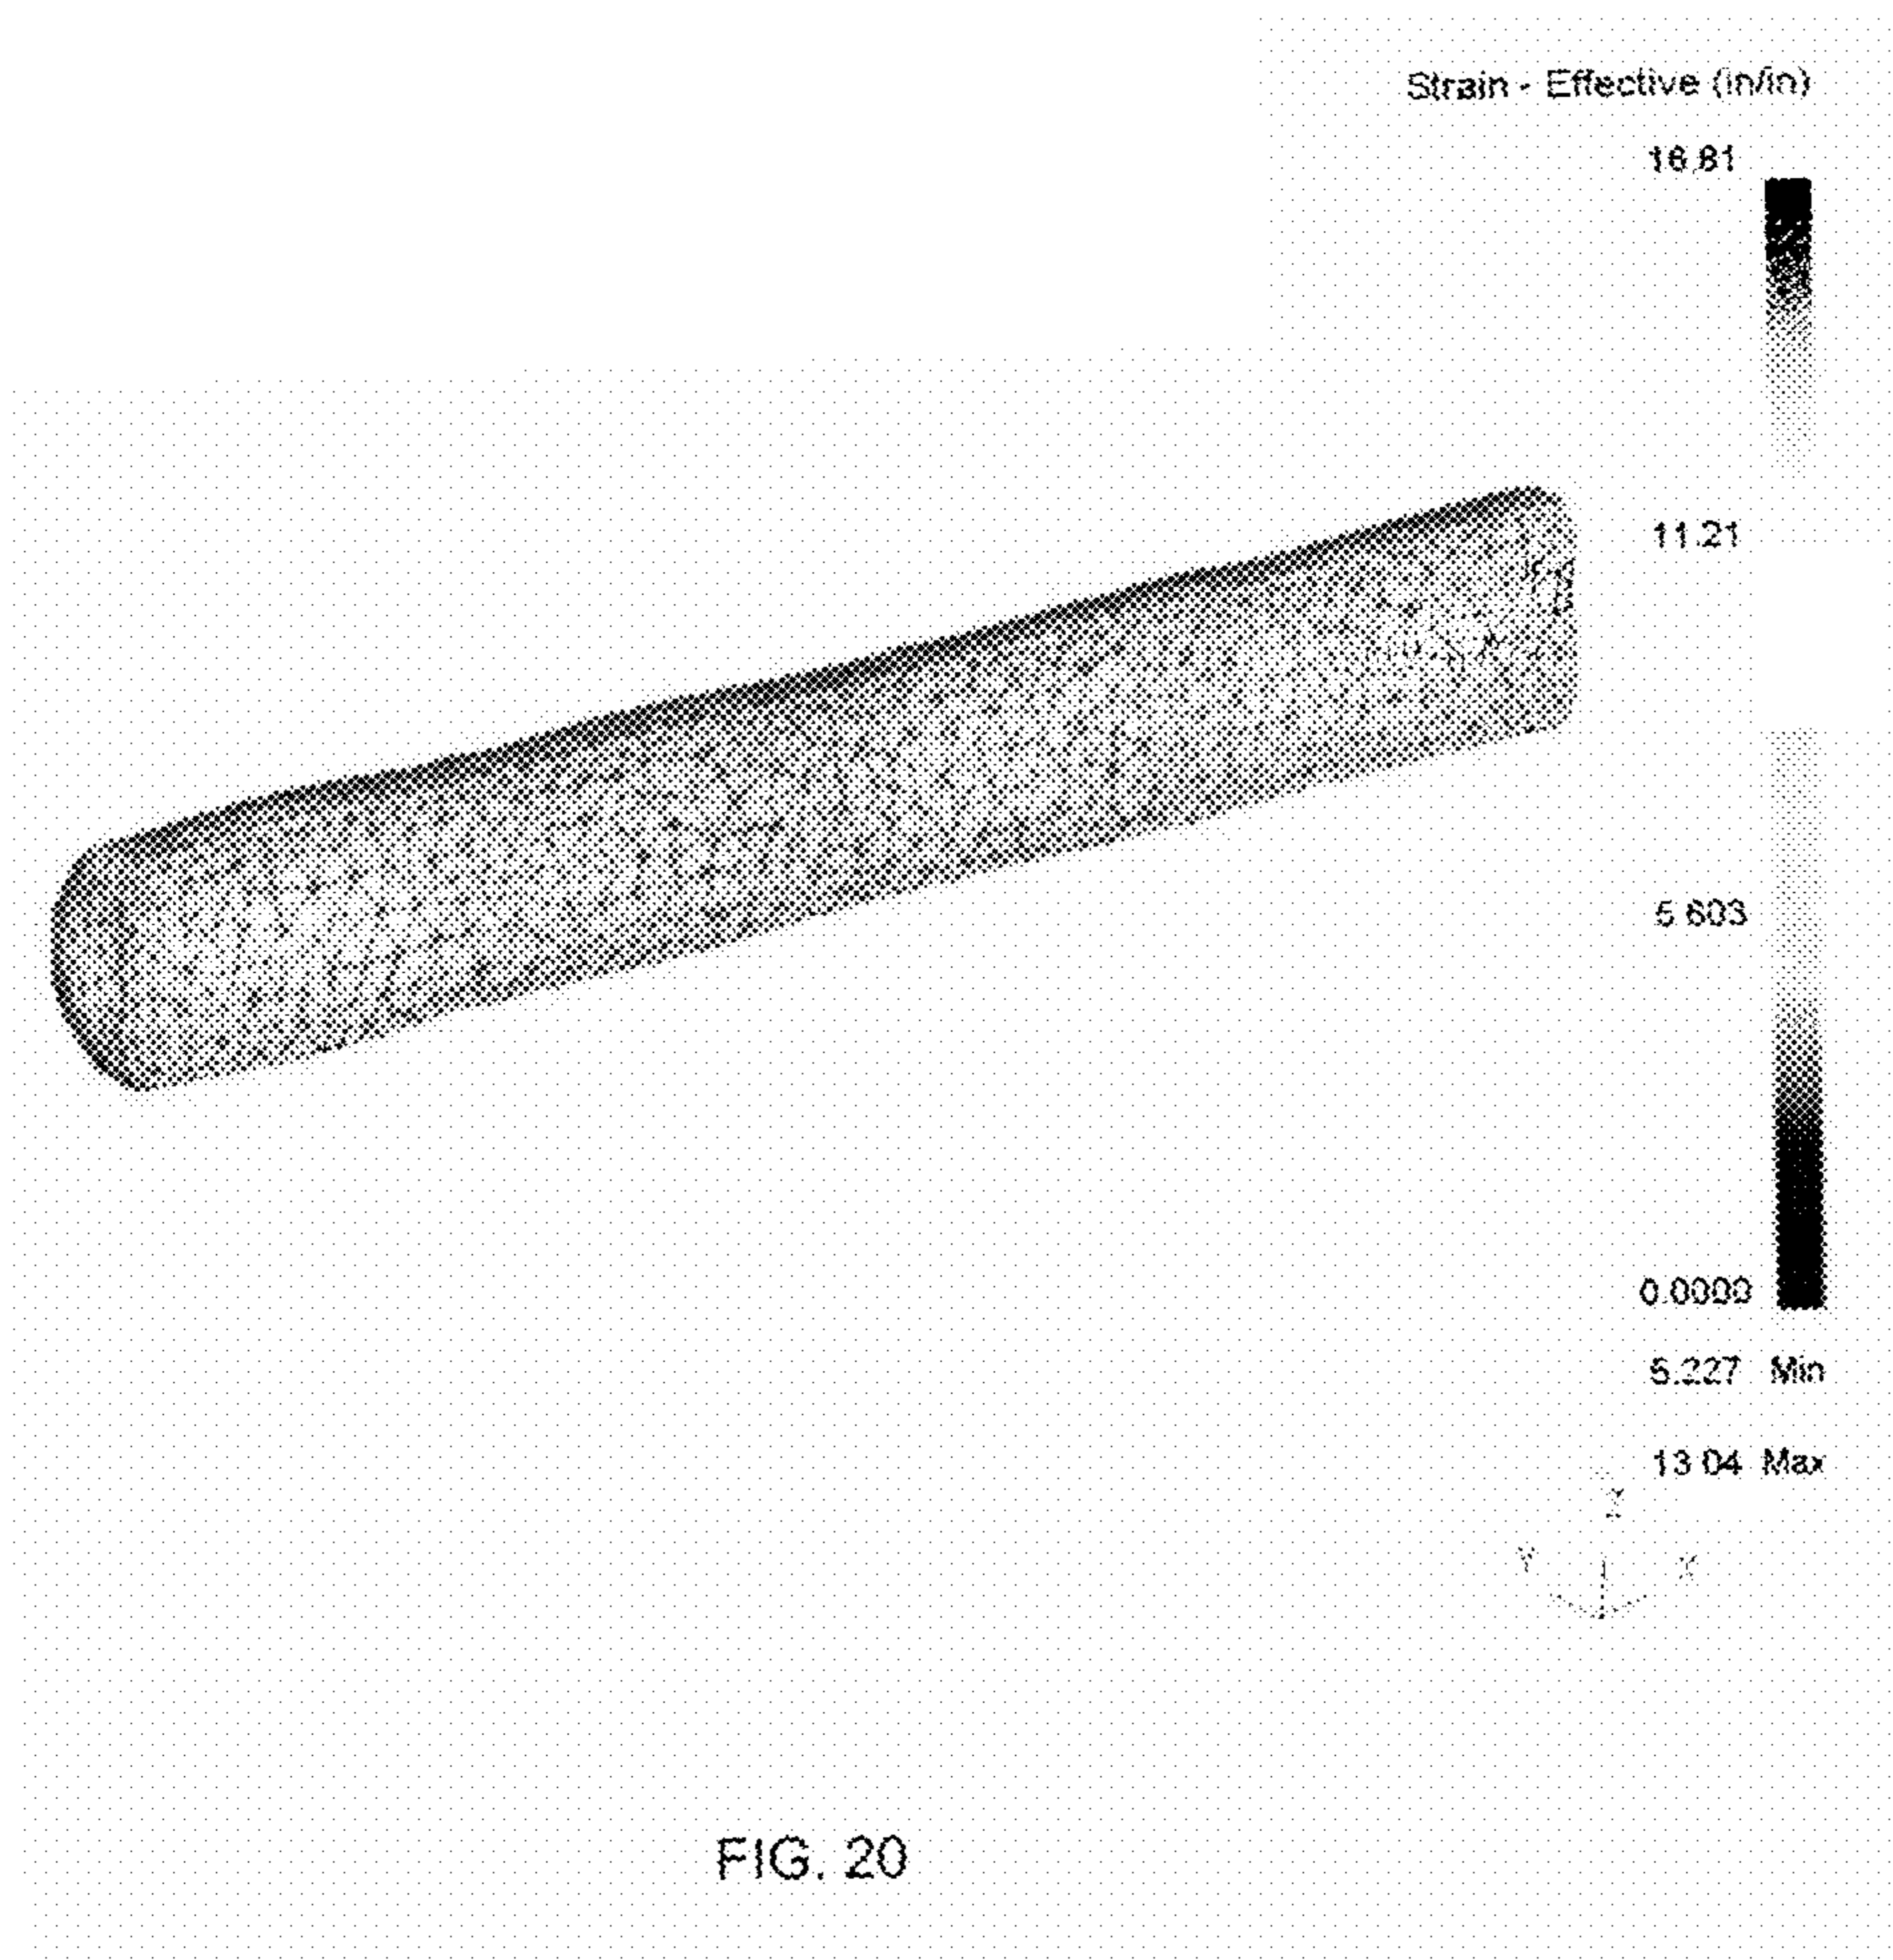 Strain - Effective (in/in)
16.81
11.21
5.603
0.0000
5.227 Min
13.04 Max
Z
Y X
FIG. 20